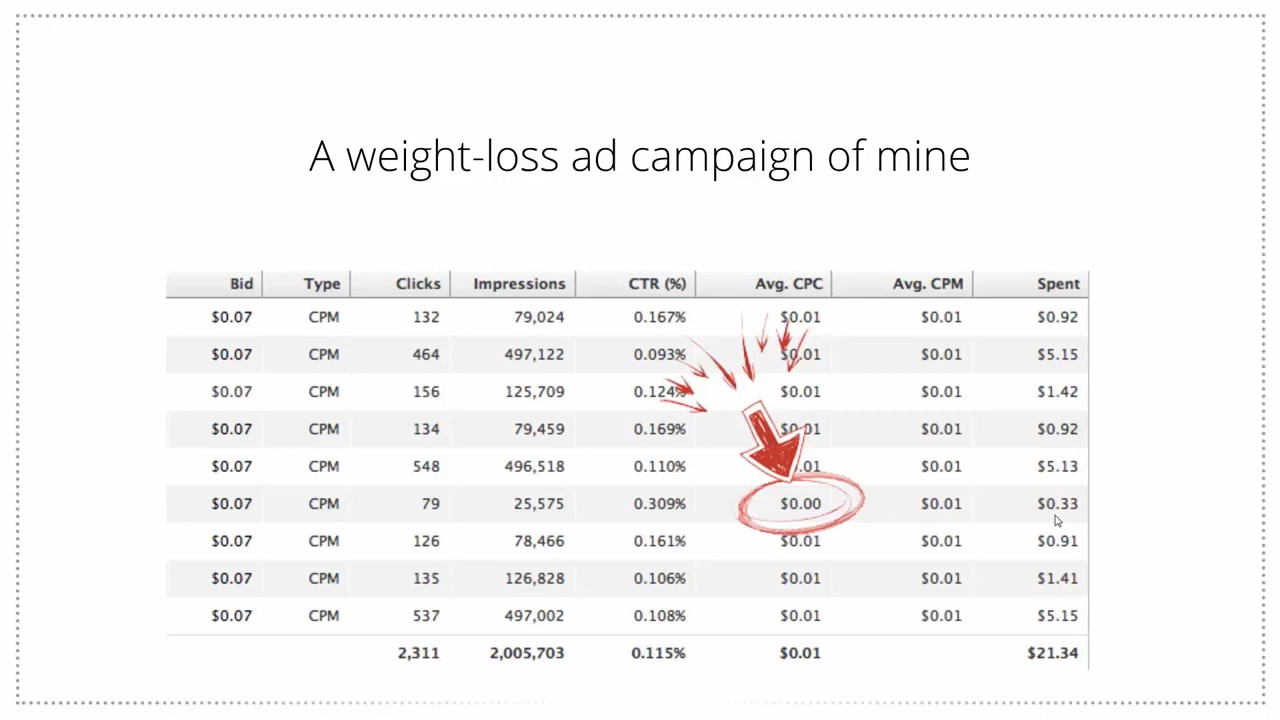 A weight-loss ad campaign of mine
Bid Type Clicks Impressions CTR (%) Avg. CPC Avg. CPM Spent
$0.07 CPM 132 79,024 0.167% $0.01 $0.01 $0.92
$0.07 CPM 464 497,122 0.093% $0.01 $0.01 $5.15
$0.07 CPM 156 125,709 0.124% $0.01 $0.01 $1.42
$0.07 CPM 134 79,459 0.169% $0.01 $0.01 $0.92
$0.07 CPM 548 496,518 0.110% $0.01 $5.13
$0.07 CPM 79 25,575 0.309% $0.00 $0.01 $0.33
$0.07 CPM 126 78,466 0.161% $0.01 $0.01 $0.91
$0.07 CPM 135 126,828 0.106% $0.01 $0.01 $1.41
$0.07 CPM 537 497,002 0.108% $0.01 $0.01 $5.15
2,311 2,005,703 0.115% $0.01 $21.34